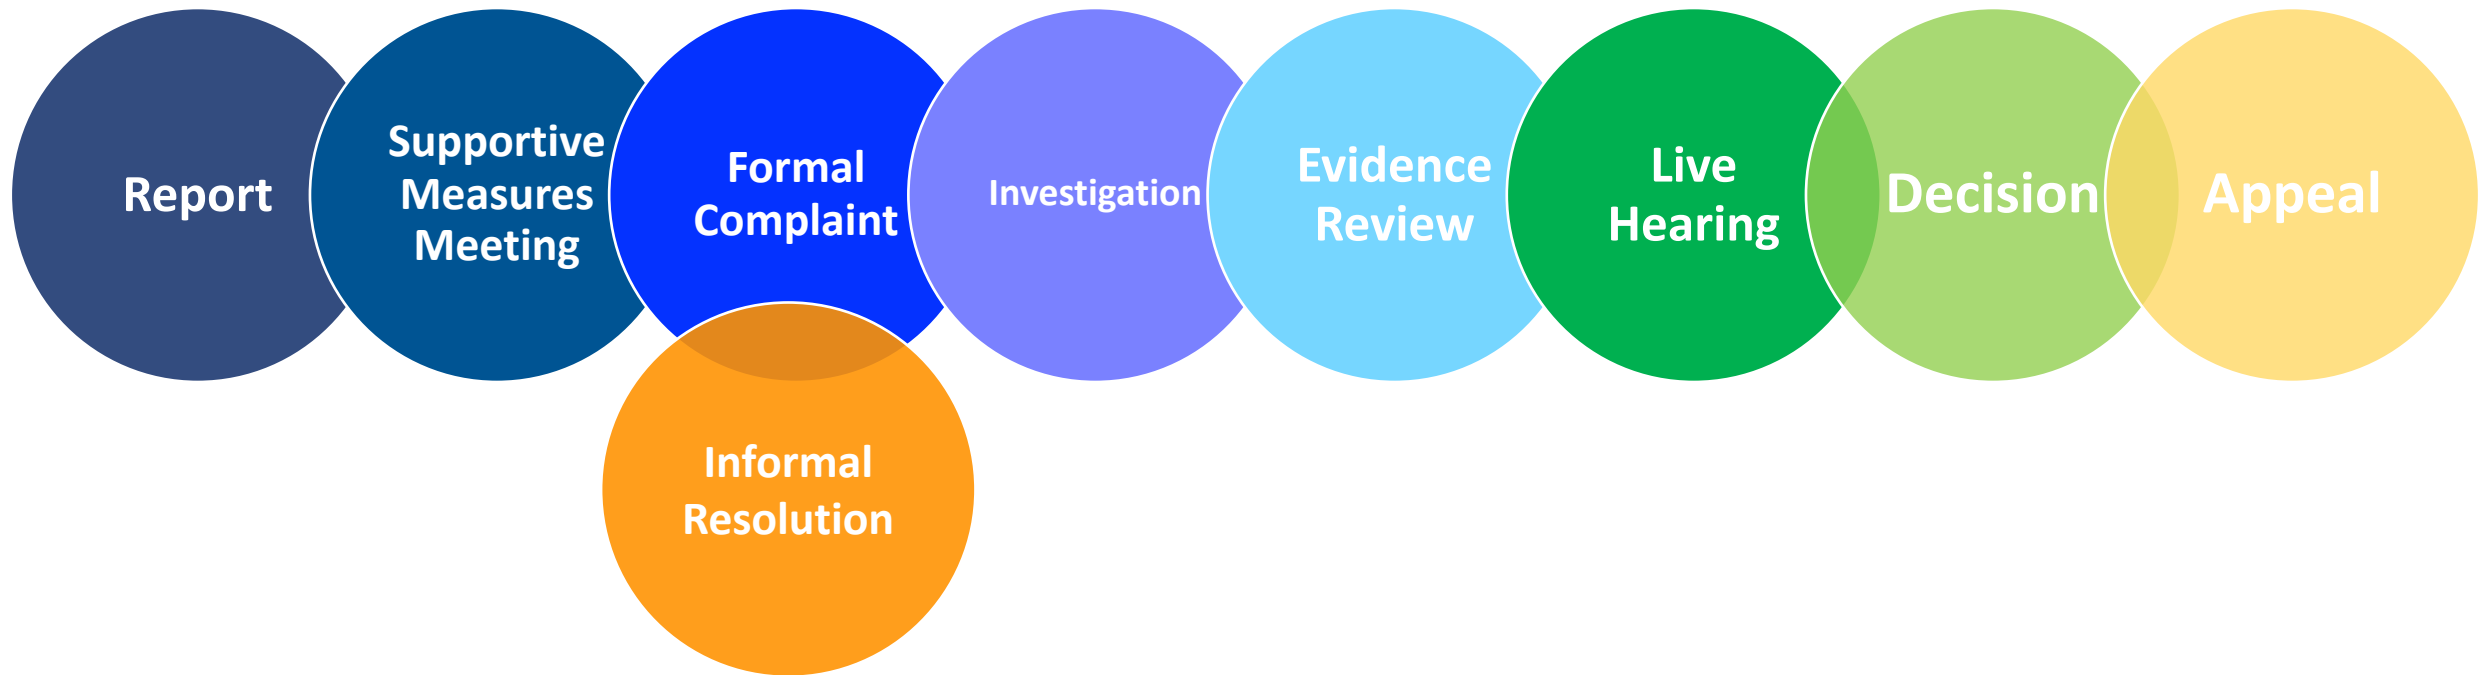 Report
Supportive
Measures
Meeting
Formal
Complaint
Investigation
Evidence
Review
Live
Hearing
Decision
Appeal
Informal
Resolution